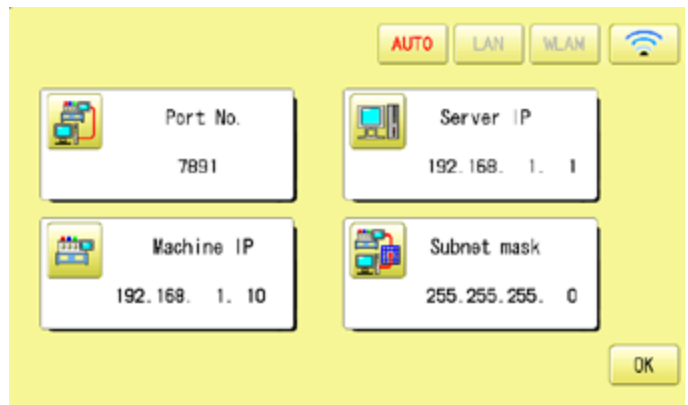 AUTO LAN WLAM
Port No.
7891
Server IP
192.168. 1. 1
Machine IP
192.168. 1. 10
Subnet mask
255.255.255. 0
OK